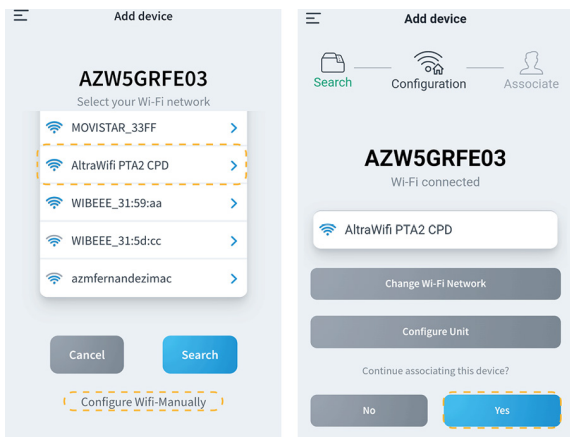 Add device
AZW5GRFE03
Select your Wi-Fi network
MOVISTAR_33FF
AltraWifi PTA2 CPD
WIBEEE_31:59:aa
WIBEEE_31:5d:cc
azmfernandezimac
Cancel Search
Configure Wifi-Manually
Add device
Search Configuration Associate
AZW5GRFE03
Wi-Fi connected
AltraWifi PTA2 CPD
Change Wi-Fi Network
Configure Unit
Continue associating this device?
No Yes